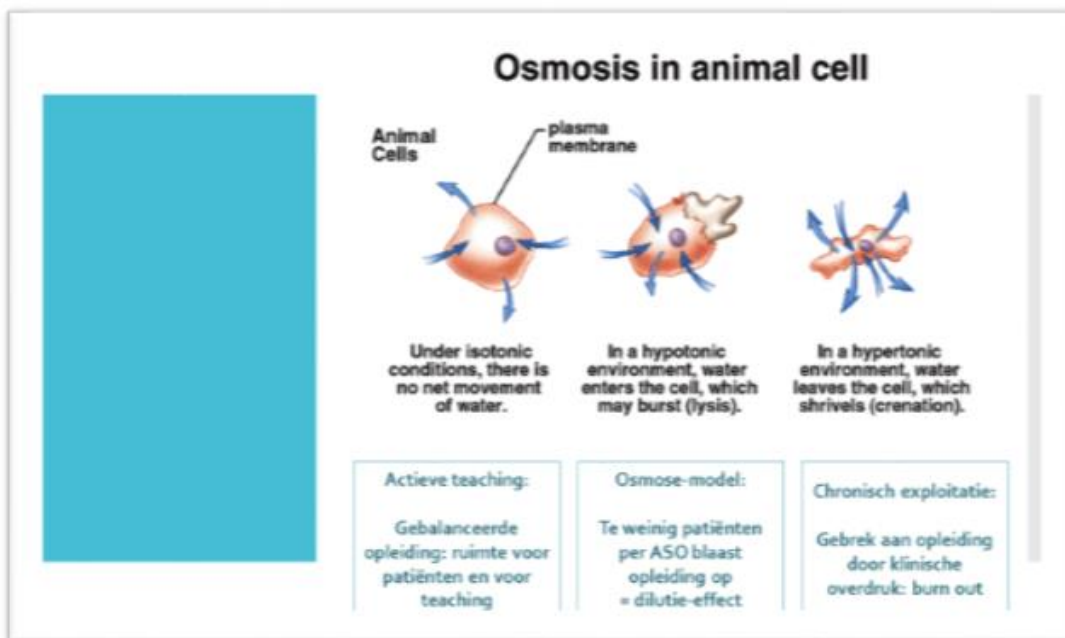 Osmosis in animal cell
Animal
Cells
plasma
membrane
Under isotonic
conditions, there is
no net movement
of water.
In a hypotonic
environment, water
enters the cell, which
may burst (lysis).
In a hypertonic
environment, water
leaves the cell, which
shrivels (crenation).
Actieve teaching:
Gebalanceerde
opleiding: ruimte voor
patiënten en voor
teaching
Osmose-model:
Te weinig patiënten
per ASO blaast
opleiding op
= dilutie-effect
Chronisch exploitatie:
Gebrek aan opleiding
door klinische
overdruk: burn out